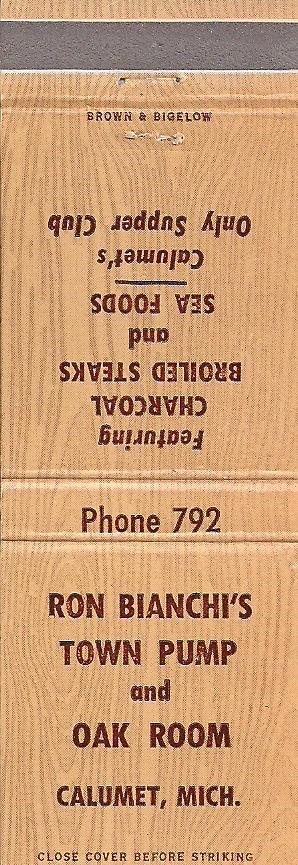 BROWN & BIGELOW
Featuring
CHARCOAL
BROILED STEAKS
and
SEA FOODS
Calumet's
Only Supper Club
Phone 792
RON BIANCHI'S
TOWN PUMP
and
OAK ROOM
CALUMET, MICH.
CLOSE COVER BEFORE STRIKING